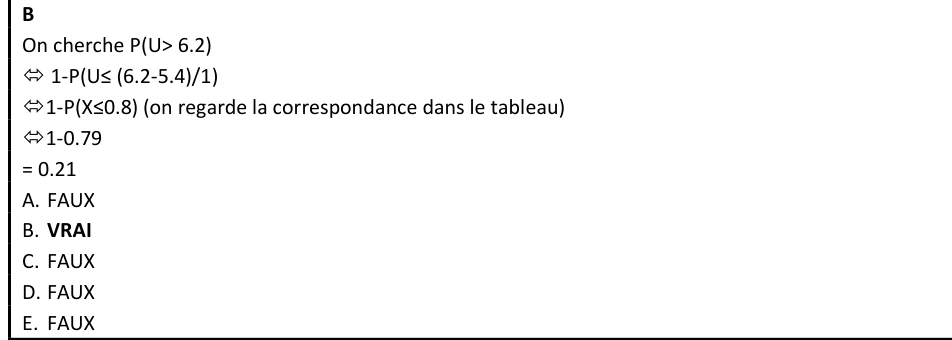 B
On cherche P(U> 6.2)
⇔ 1-P(U≤ (6.2-5.4)/1)
⇔1-P(X≤0.8) (on regarde la correspondance dans le tableau)
⇔1-0.79
= 0.21
A. FAUX
B. VRAI
C. FAUX
D. FAUX
E. FAUX